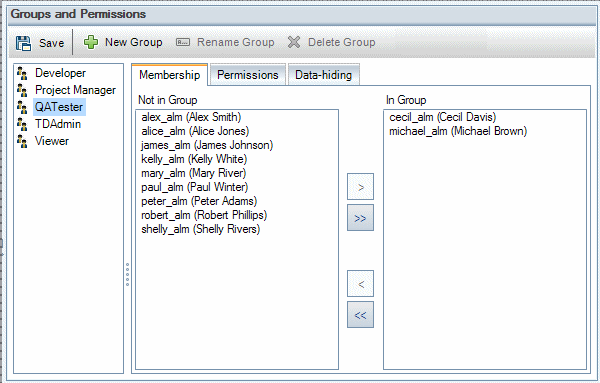 Groups and Permissions
Save New Group Rename Group Delete Group
Developer
Project Manager
QATester
TDAdmin
Viewer
Membership Permissions Data-hiding
Not in Group
alex_alm (Alex Smith)
alice_alm (Alice Jones)
james_alm (James Johnson)
kelly_alm (Kelly White)
mary_alm (Mary River)
paul_alm (Paul Winter)
peter_alm (Peter Adams)
robert_alm (Robert Phillips)
shelly_alm (Shelly Rivers)
>
>>
<
<<
In Group
cecil_alm (Cecil Davis)
michael_alm (Michael Brown)